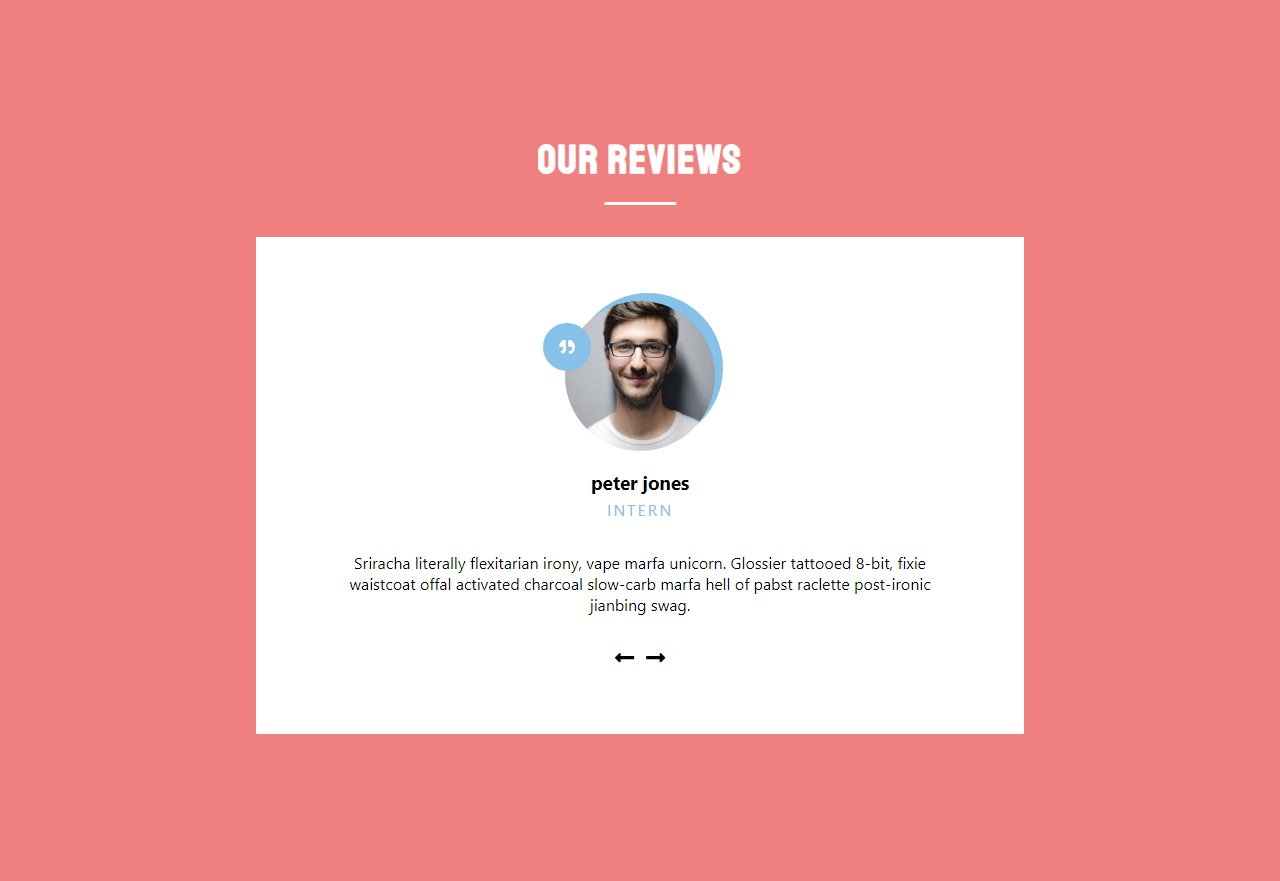 OUR REVIEWS
peter jones
INTERN
Sriracha literally flexitarian irony, vape marfa unicorn. Glossier tattooed 8-bit, fixie
waistcoat offal activated charcoal slow-carb marfa hell of pabst raclette post-ironic
jianbing swag.